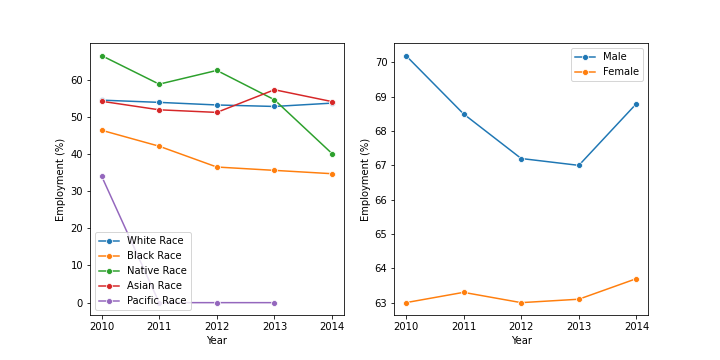 Employment (%)
60
50
40
30
20
10
0
White Race
Black Race
Native Race
Asian Race
Pacific Race
2010 2011 2012 2013 2014
Year
Employment (%)
70
69
68
67
66
65
64
63
Male
Female
2010 2011 2012 2013 2014
Year